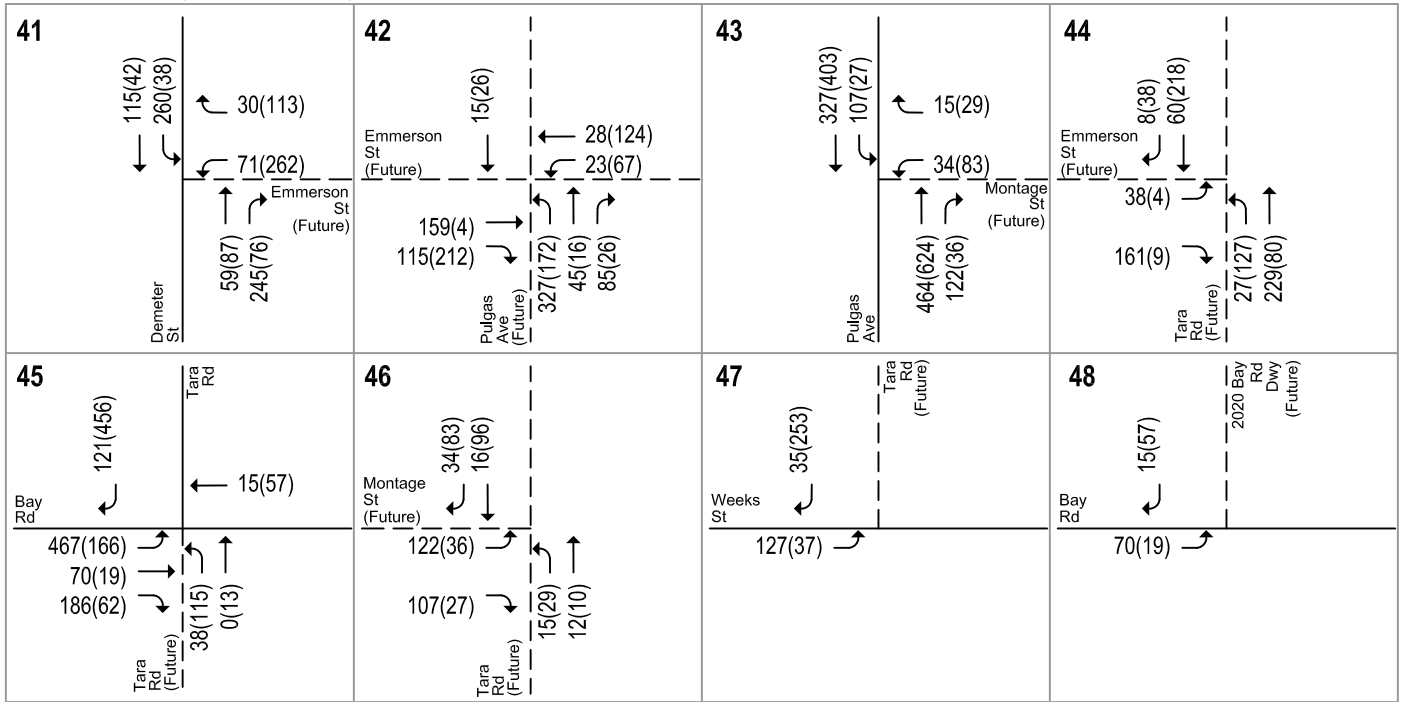 41
115(42)
260(38)
30(113)
71(262)
Emmerson
St
(Future)
59(87)
245(76)
Demeter
St
42
15(26)
Emmerson
St
(Future)
28(124)
23(67)
159(4)
115(212)
327(172)
45(16)
85(26)
Pulgas
Ave
(Future)
43
327(403)
107(27)
15(29)
34(83)
Montage
St
(Future)
464(624)
122(36)
Pulgas
Ave
44
8(38)
60(218)
Emmerson
St
(Future)
38(4)
161(9)
27(127)
229(80)
Tara
Rd
(Future)
45
Tara
Rd
121(456)
15(57)
Bay
Rd
467(166)
70(19)
186(62)
38(115)
0(13)
Tara
Rd
(Future)
46
34(83)
16(96)
Montage
St
(Future)
122(36)
107(27)
15(29)
12(10)
Tara
Rd
(Future)
47
Tara
Rd
(Future)
35(253)
Weeks
St
127(37)
48
2020 Bay
Rd
Dwy
(Future)
15(57)
Bay
Rd
70(19)